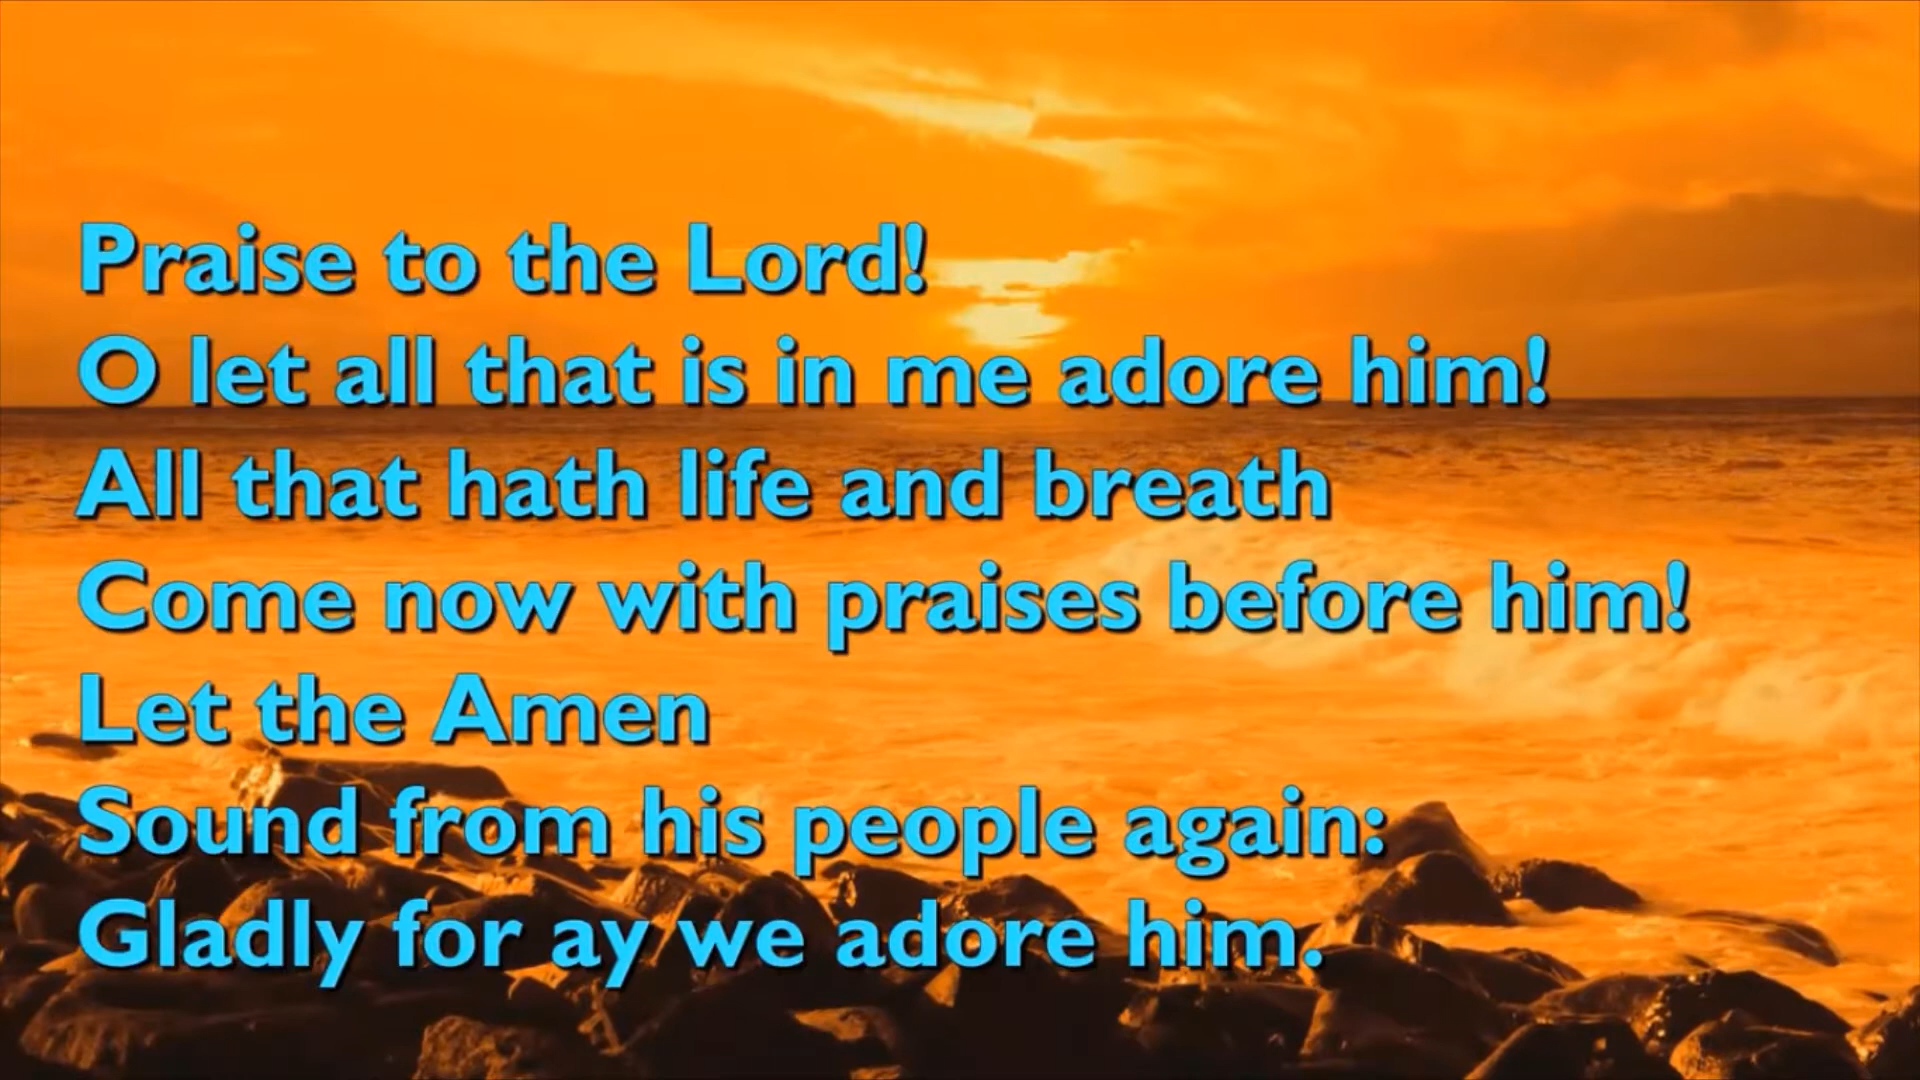 Praise to the Lord!
O let all that is in me adore him!
All that hath life and breath
Come now with praises before him!
Let the Amen
Sound from his people again:
Gladly for ay we adore him.